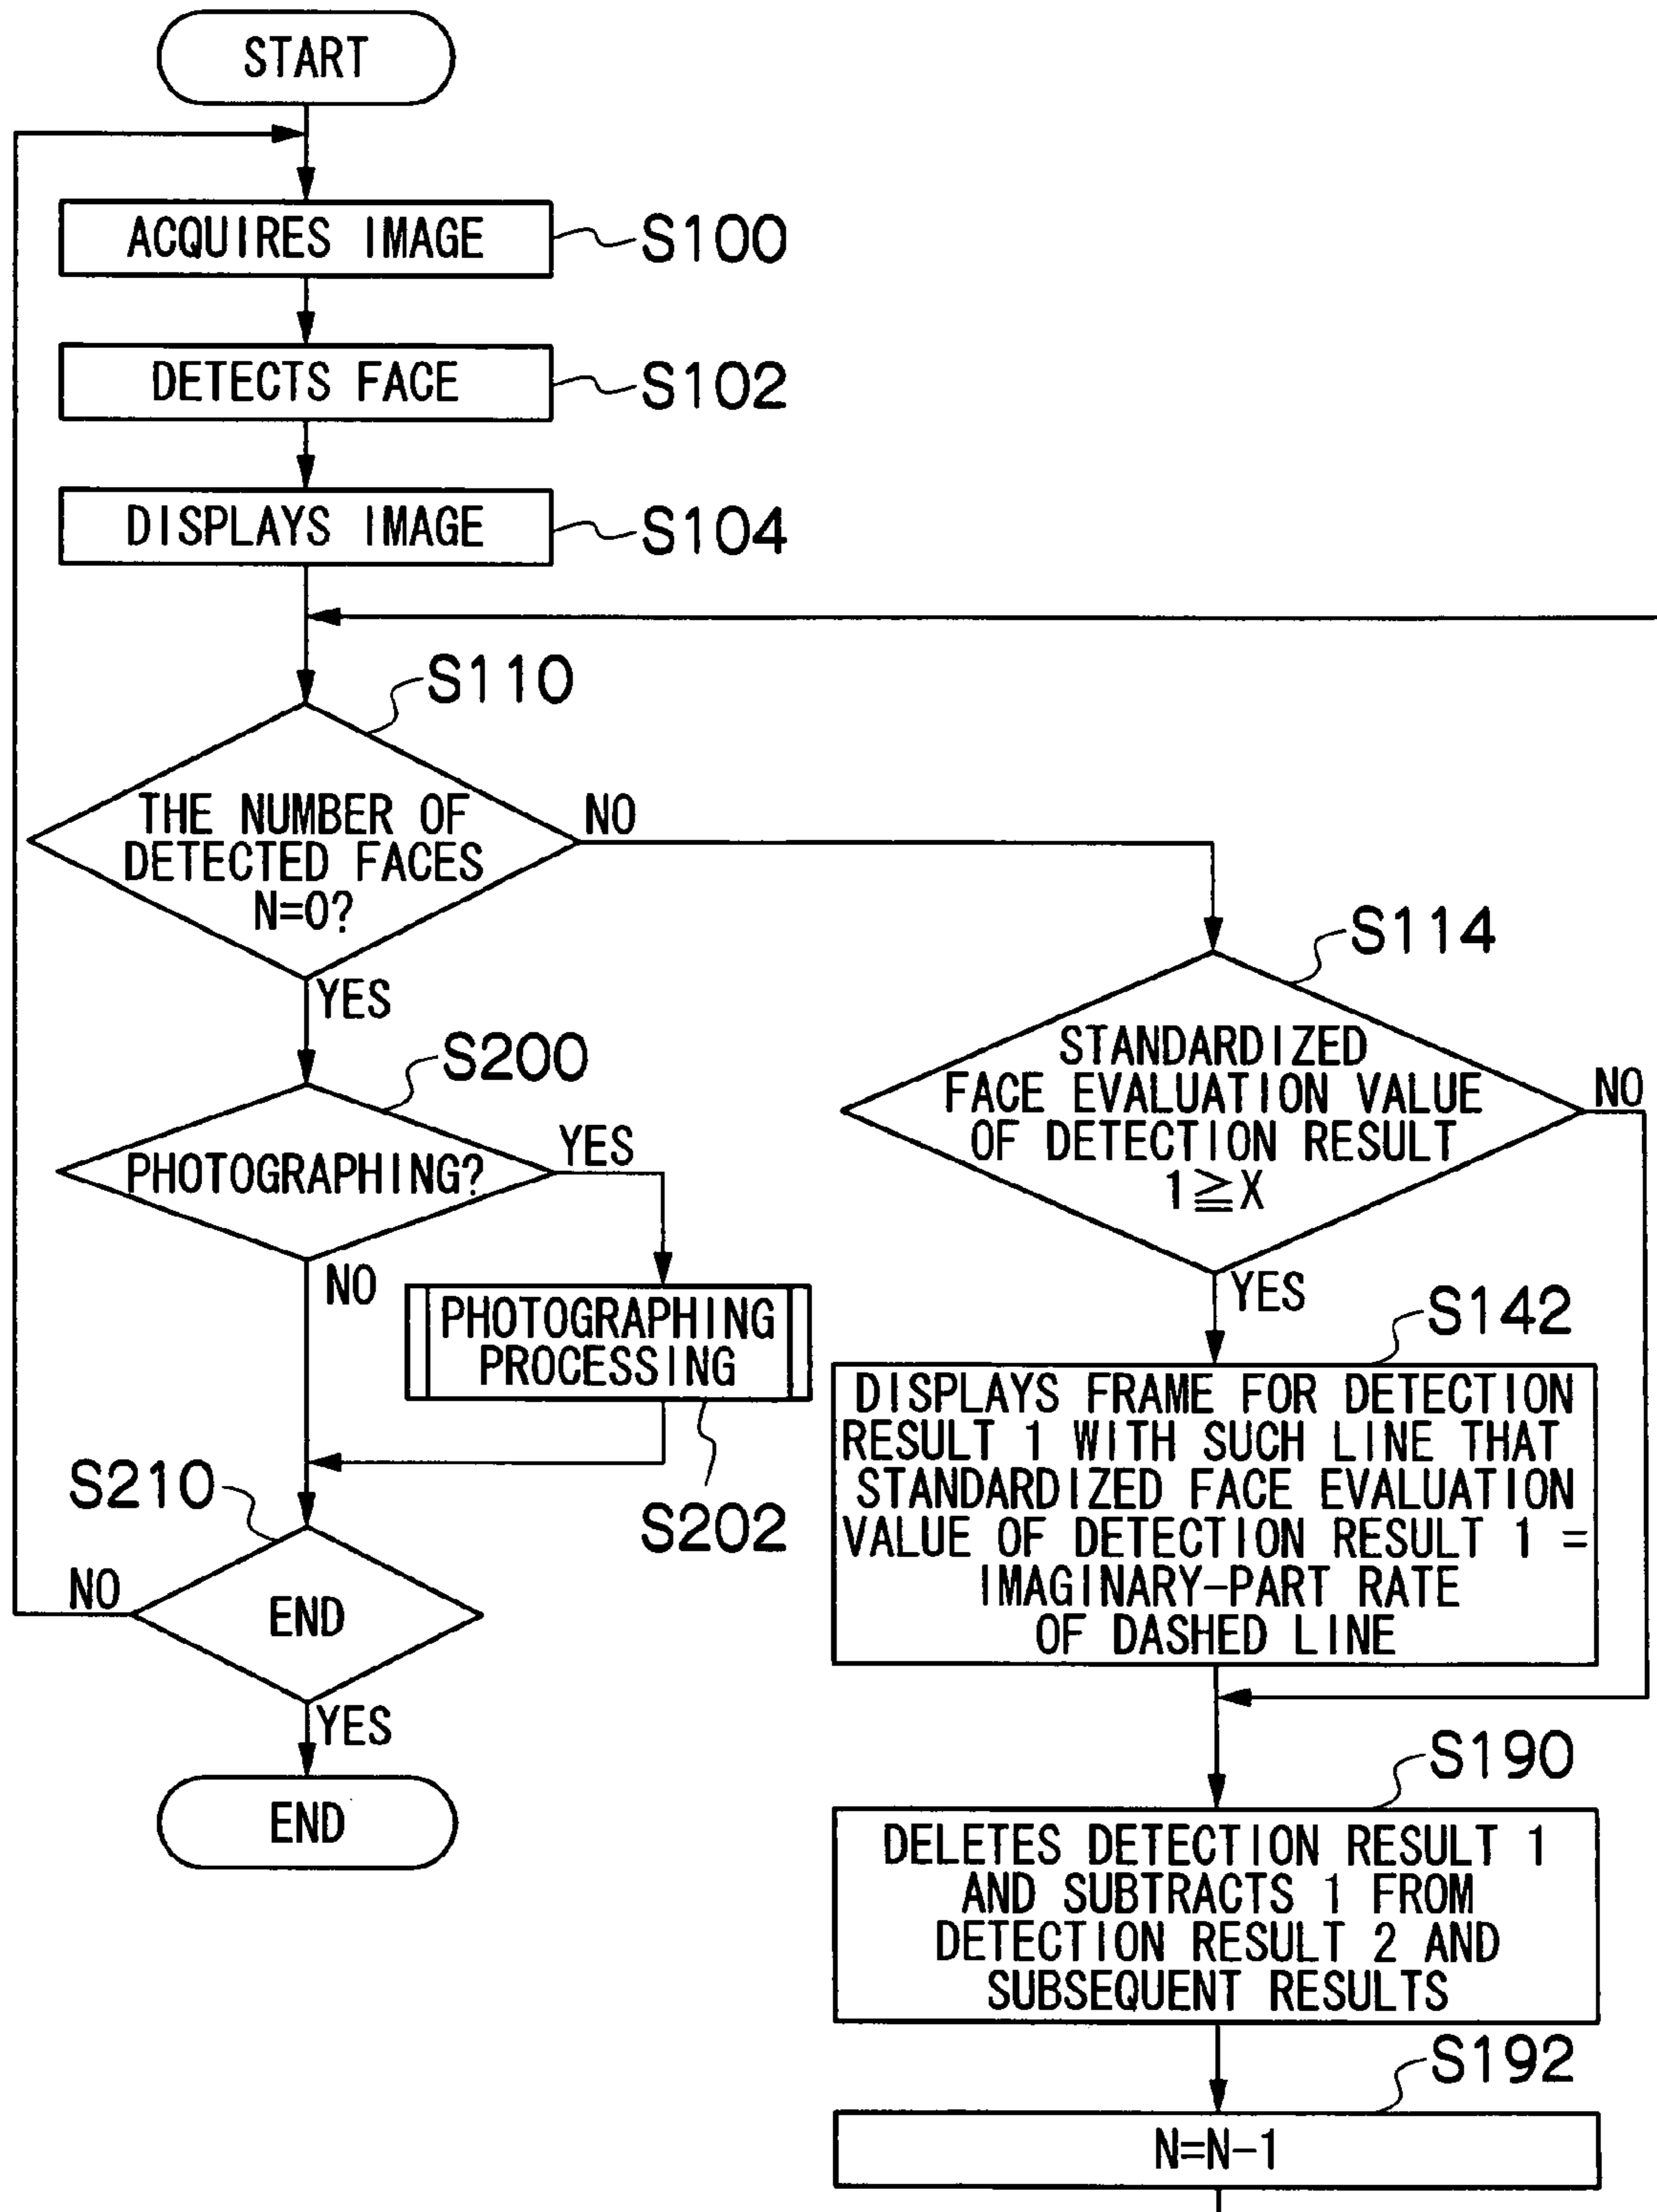 START
ACQUIRES IMAGE
S100
DETECTS FACE
S102
DISPLAYS IMAGE
S104
S110
THE NUMBER OF
DETECTED FACES
N=0?
NO
YES
S114
STANDARDIZED
FACE EVALUATION VALUE
OF DETECTION RESULT
1≧X
NO
YES
S200
PHOTOGRAPHING?
YES
NO
PHOTOGRAPHING
PROCESSING
S202
S142
DISPLAYS FRAME FOR DETECTION
RESULT 1 WITH SUCH LINE THAT
STANDARDIZED FACE EVALUATION
VALUE OF DETECTION RESULT 1 =
IMAGINARY-PART RATE
OF DASHED LINE
S210
END
NO
YES
END
S190
DELETES DETECTION RESULT 1
AND SUBTRACTS 1 FROM
DETECTION RESULT 2 AND
SUBSEQUENT RESULTS
S192
N=N-1